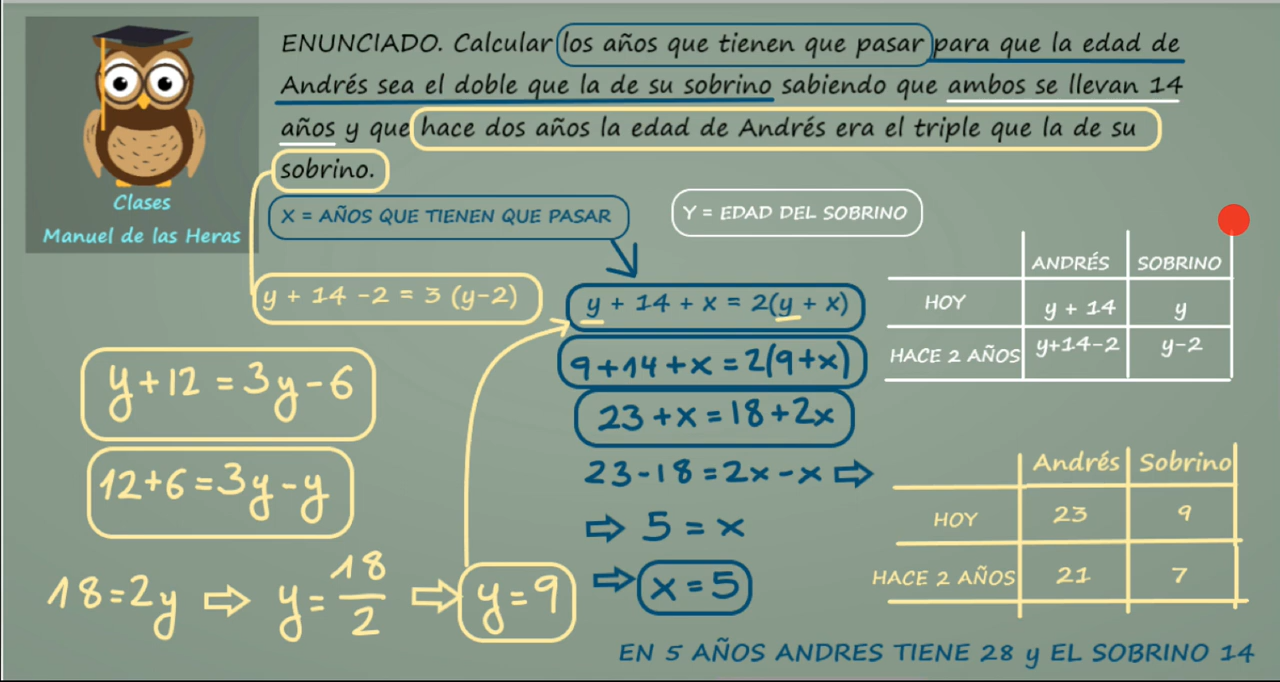 ENUNCIADO. Calcular los años que tienen que pasar para que la edad de
Andrés sea el doble que la de su sobrino sabiendo que ambos se llevan 14
años y que hace dos años la edad de Andrés era el triple que la de su
sobrino.
Clases
Manuel de las Heras
X = AÑOS QUE TIENEN QUE PASAR
Y = EDAD DEL SOBRINO
y + 14 -2 = 3 (y-2)
y + 14 + x = 2(y + x)
ANDRÉS SOBRINO
HOY y + 14 y
HACE 2 AÑOS y+14-2 y-2
y+12=3y-6
12+6=3y-y
18=2y ⇨ y=18/2 ⇨ y=9
9+14+x=2(9+x)
23+x=18+2x
23-18=2x-x ⇨
⇨ 5=x
⇨ x=5
Andrés Sobrino
HOY 23 9
HACE 2 AÑOS 21 7
EN 5 AÑOS ANDRES TIENE 28 y EL SOBRINO 14